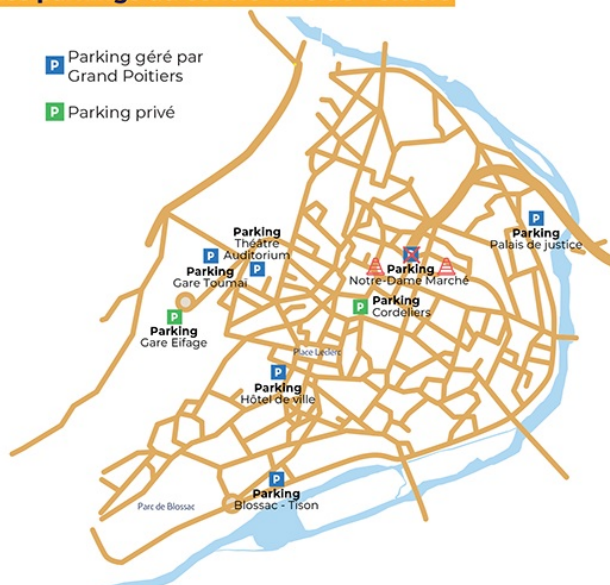 Parking géré par
Grand Poitiers
Parking privé
Parking
Théâtre
Auditorium
Parking
Gare Toumaï
Parking
Palais de justice
Parking
Notre-Dame Marché
Parking
Cordeliers
Parking
Gare Eifage
Place Leclerc
Parking
Hôtel de ville
Parking
Blossac - Tison
Parc de Blossac